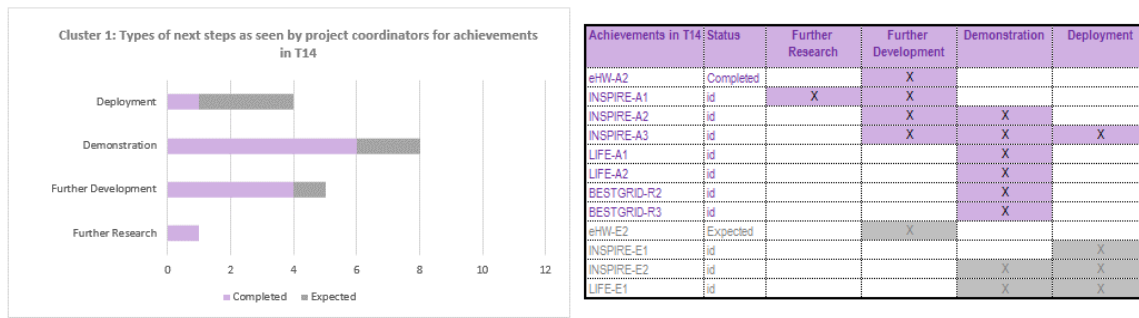 Cluster 1: Types of next steps as seen by project coordinators for achievements
in T14
Deployment
Demonstration
Further Development
Further Research
0 2 4 6 8 10 12
Completed Expected
Achievements in T14 Status Further Research Further Development Demonstration Deployment
eHW-A2 Completed X
INSPIRE-A1 id X X
INSPIRE-A2 id X X
INSPIRE-A3 id X X X
LIFE-A1 id X
LIFE-A2 id X
BESTGRID-R2 id X
BESTGRID-R3 id X
eHW-E2 Expected X
INSPIRE-E1 id X
INSPIRE-E2 id X X
LIFE-E1 id X X